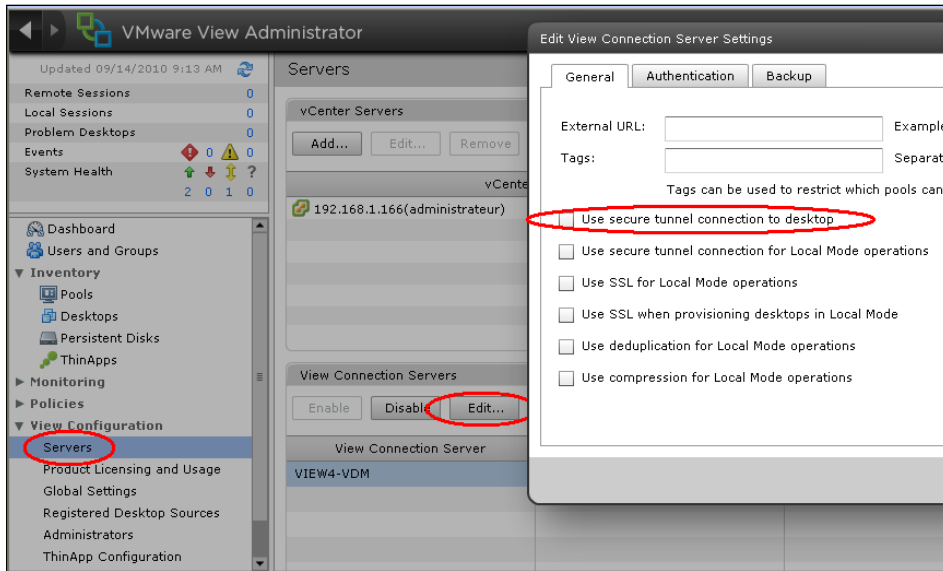 VMware View Administrator
Updated 09/14/2010 9:13 AM
Remote Sessions 0
Local Sessions 0
Problem Desktops 0
Events 0 0
System Health ?
2 0 1 0
Dashboard
Users and Groups
Inventory
Pools
Desktops
Persistent Disks
ThinApps
Monitoring
Policies
View Configuration
Servers
Product Licensing and Usage
Global Settings
Registered Desktop Sources
Administrators
ThinApp Configuration
Servers
vCenter Servers
Add... Edit... Remove
vCente
192.168.1.166(administrateur)
View Connection Servers
Enable Disable Edit...
View Connection Server
VIEW4-VDM
Edit View Connection Server Settings
General Authentication Backup
External URL: Example
Tags: Separat
Tags can be used to restrict which pools can
Use secure tunnel connection to desktop
Use secure tunnel connection for Local Mode operations
Use SSL for Local Mode operations
Use SSL when provisioning desktops in Local Mode
Use deduplication for Local Mode operations
Use compression for Local Mode operations